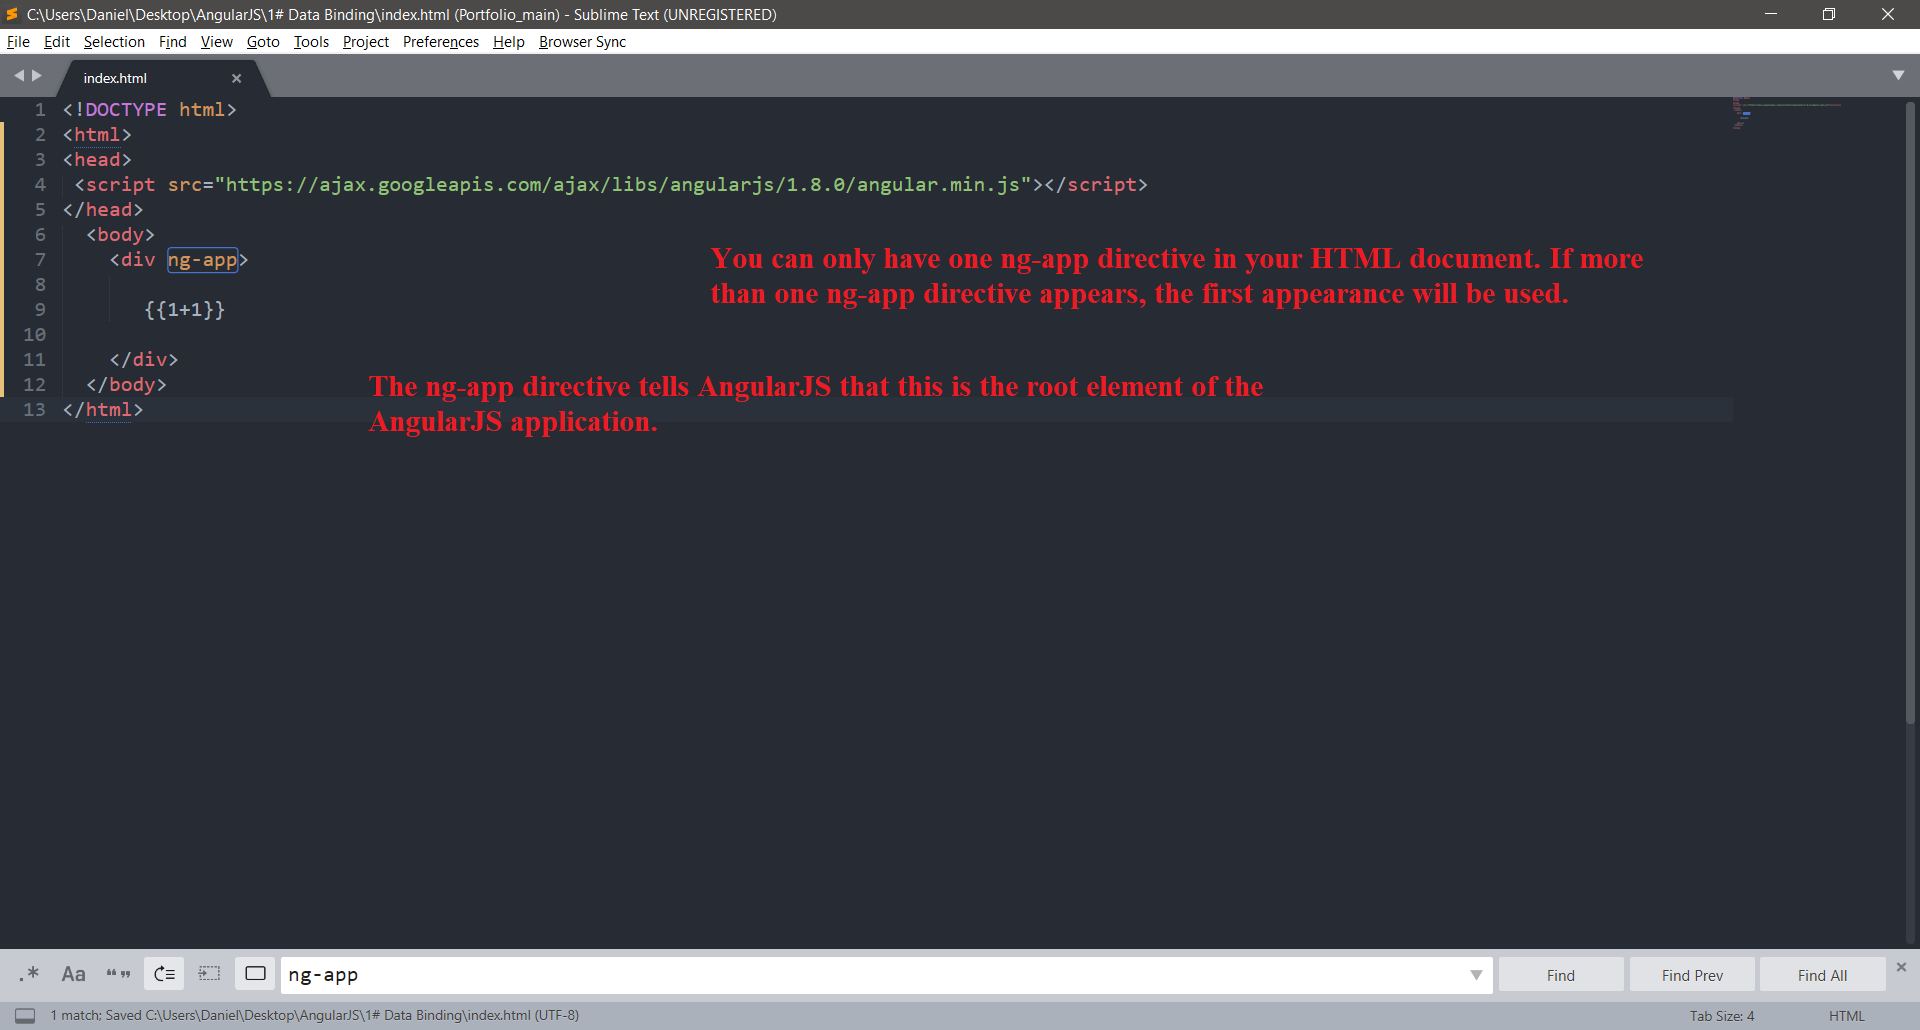 C:\Users\Daniel\Desktop\AngularJS\1# Data Binding\index.html (Portfolio_main) - Sublime Text (UNREGISTERED)
File Edit Selection Find View Goto Tools Project Preferences Help Browser Sync
index.html
1 <!DOCTYPE html>
2 <html>
3 <head>
4 <script src="https://ajax.googleapis.com/ajax/libs/angularjs/1.8.0/angular.min.js"></script>
5 </head>
6 <body>
7 <div ng-app>
8
9 {{1+1}}
10
11 </div>
12 </body>
13 </html>
You can only have one ng-app directive in your HTML document. If more
than one ng-app directive appears, the first appearance will be used.
The ng-app directive tells AngularJS that this is the root element of the
AngularJS application.
.* Aa “” ng-app Find Find Prev Find All
1 match; Saved C:\Users\Daniel\Desktop\AngularJS\1# Data Binding\index.html (UTF-8) Tab Size: 4 HTML